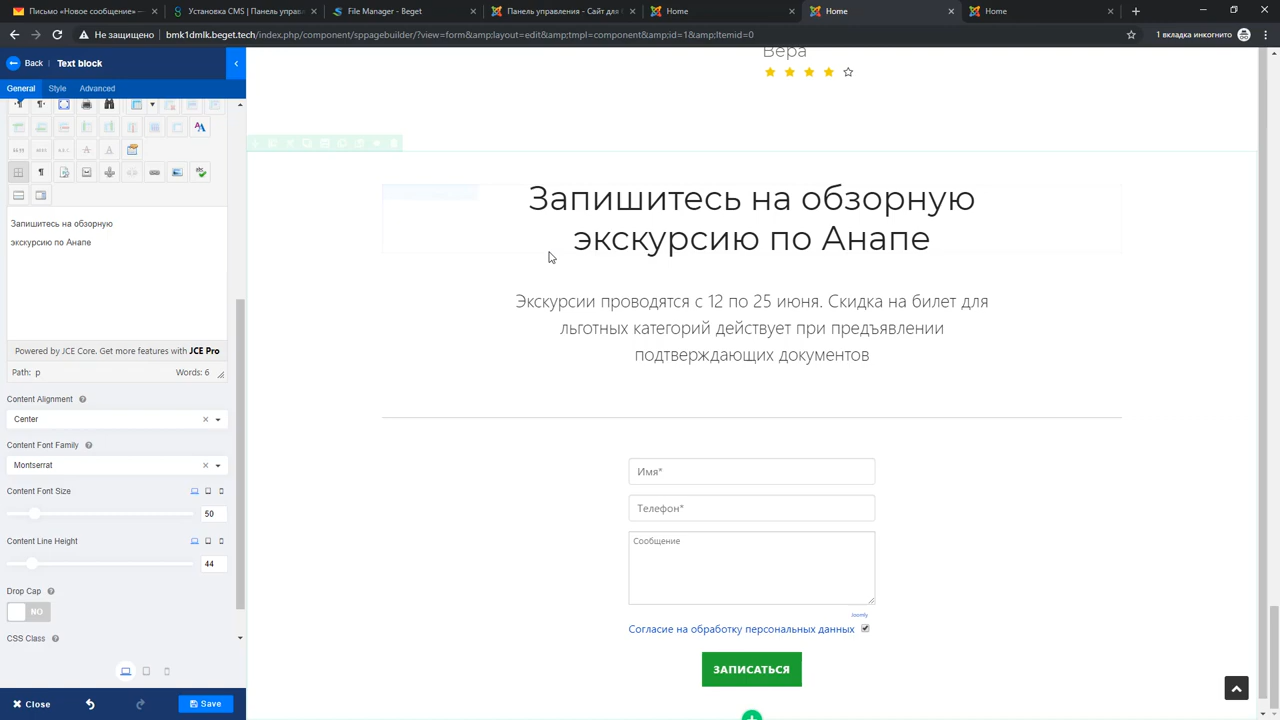 Письмо «Новое сообщение» —
Установка CMS
Панель управ
File Manager - Beget
Панель управления - Сайт для
Home
Home
Home
Не защищено
bmk1dmlk.beget.tech/index.php/component/sppagebuilder/?view=form&amp;layout=edit&amp;tmpl=component&amp;id=1&amp;Itemid=0
1 вкладка инкогнито
Back
Text block
General
Style
Advanced
Запишитесь на обзорную
экскурсию по Анапе
Powered by JCE Core. Get more features with JCE Pro
Path: p
Words: 6
Content Alignment
Center
Content Font Family
Montserrat
Content Font Size
50
Content Line Height
44
Drop Cap
NO
CSS Class
Close
Save
Вера
Запишитесь на обзорную
экскурсию по Анапе
Экскурсии проводятся с 12 по 25 июня. Скидка на билет для
льготных категорий действует при предъявлении
подтверждающих документов
Имя*
Телефон*
Сообщение
Joomly
Согласие на обработку персональных данных
ЗАПИСАТЬСЯ